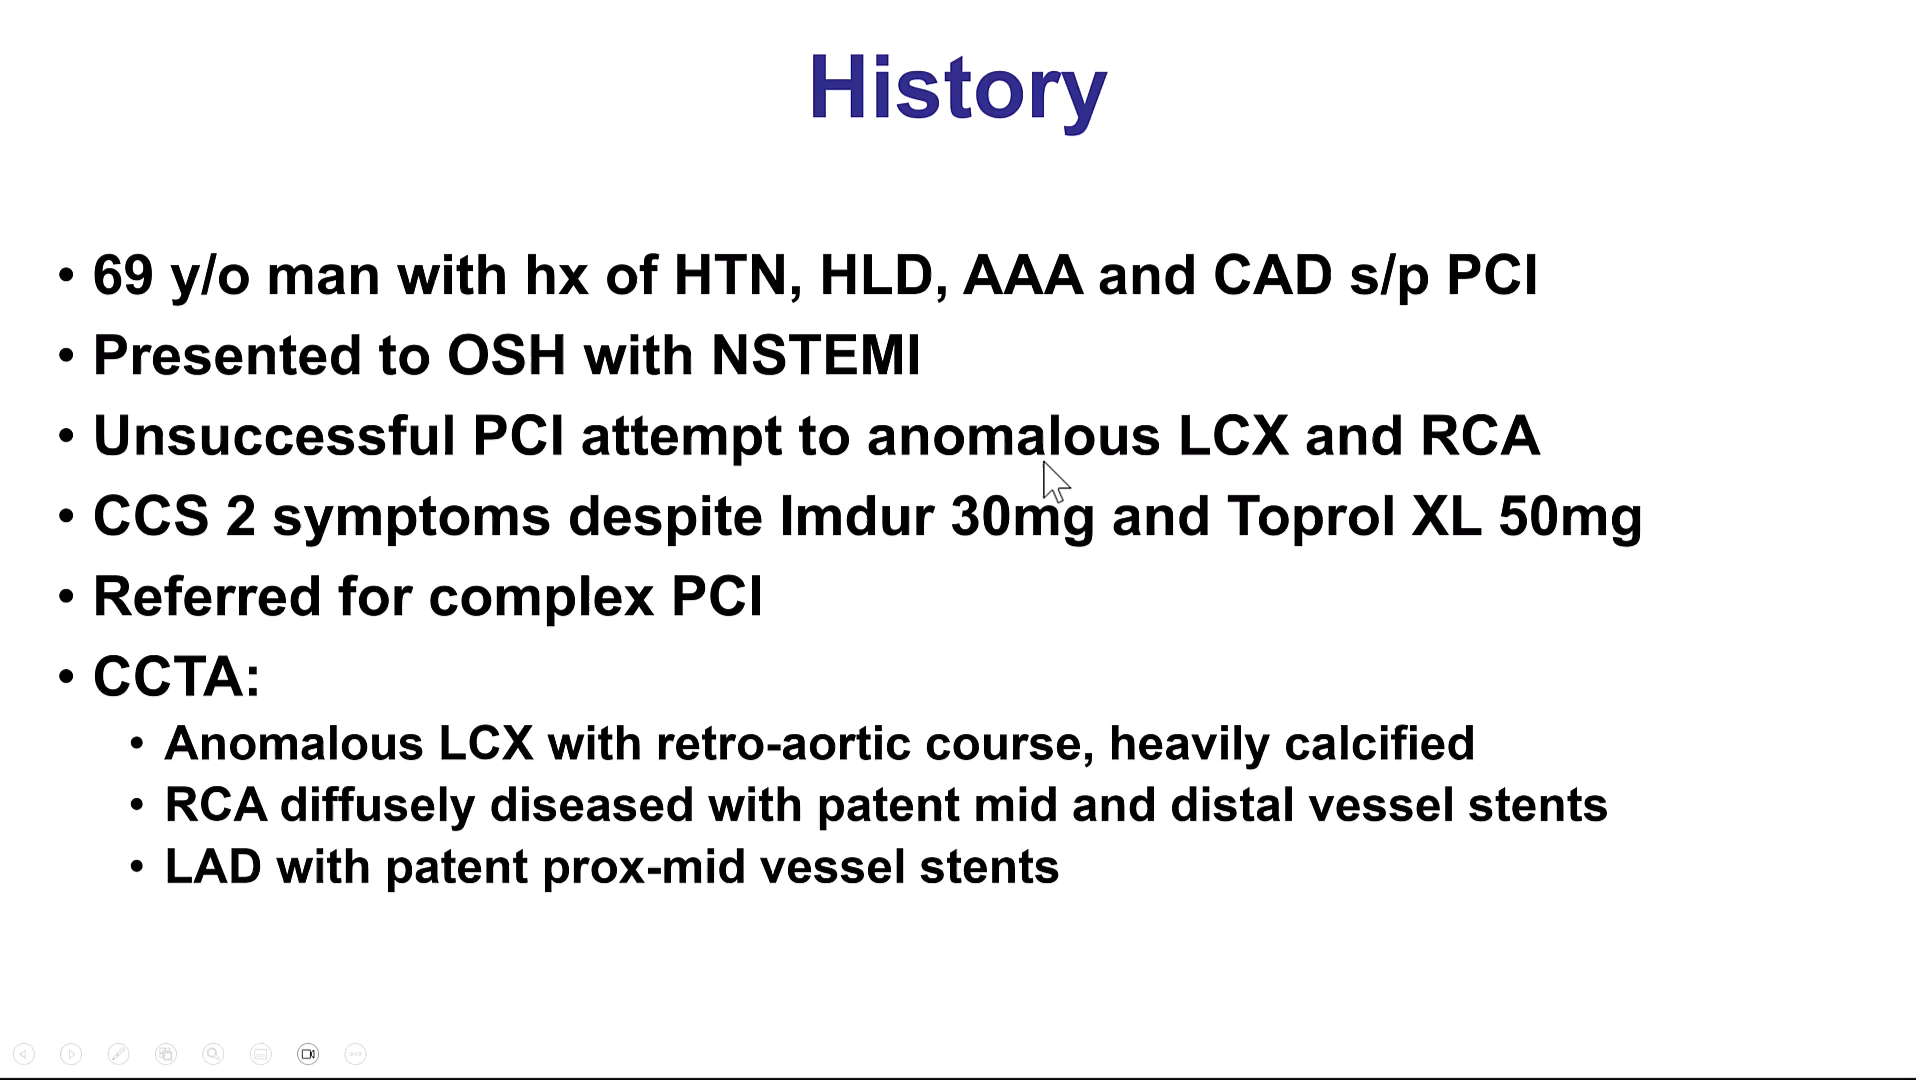 History
• 69 y/o man with hx of HTN, HLD, AAA and CAD s/p PCI
• Presented to OSH with NSTEMI
• Unsuccessful PCI attempt to anomalous LCX and RCA
• CCS 2 symptoms despite Imdur 30mg and Toprol XL 50mg
• Referred for complex PCI
• CCTA:
• Anomalous LCX with retro-aortic course, heavily calcified
• RCA diffusely diseased with patent mid and distal vessel stents
• LAD with patent prox-mid vessel stents